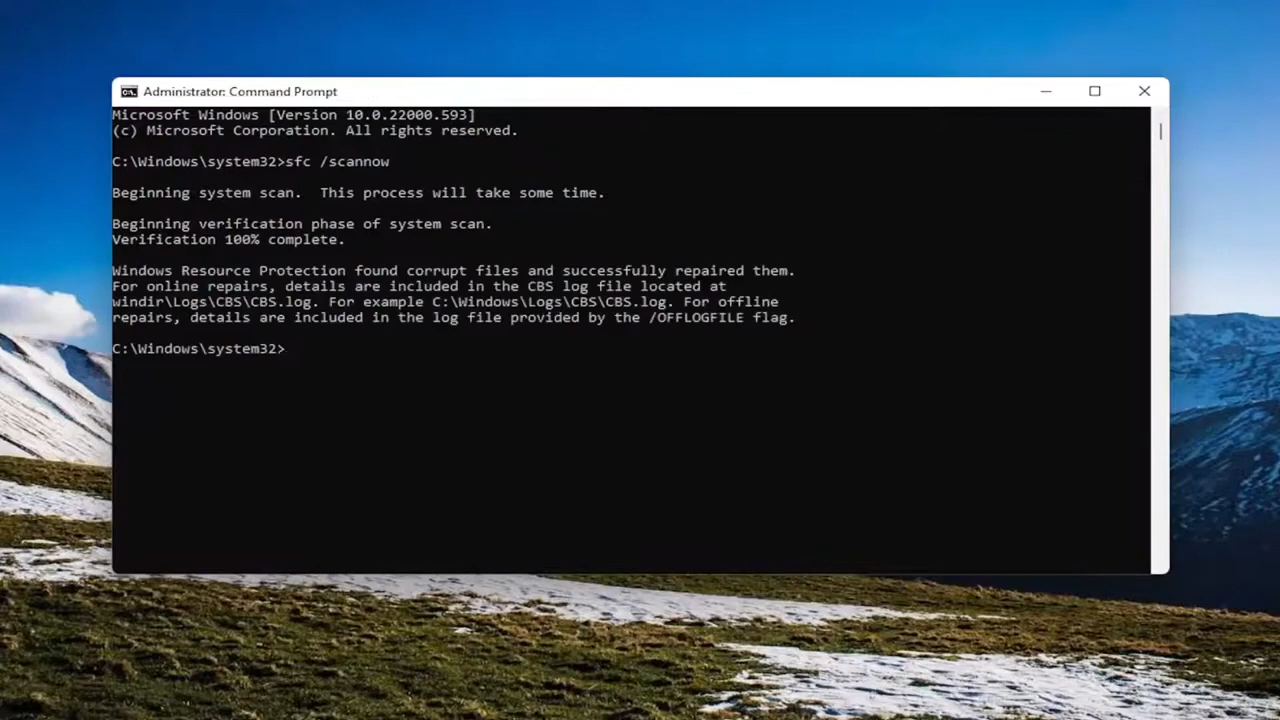 Administrator: Command Prompt
Microsoft Windows [Version 10.0.22000.593]
(c) Microsoft Corporation. All rights reserved.
C:\Windows\system32>sfc /scannow
Beginning system scan.  This process will take some time.
Beginning verification phase of system scan.
Verification 100% complete.
Windows Resource Protection found corrupt files and successfully repaired them.
For online repairs, details are included in the CBS log file located at
windir\Logs\CBS\CBS.log. For example C:\Windows\Logs\CBS\CBS.log. For offline
repairs, details are included in the log file provided by the /OFFLOGFILE flag.
C:\Windows\system32>